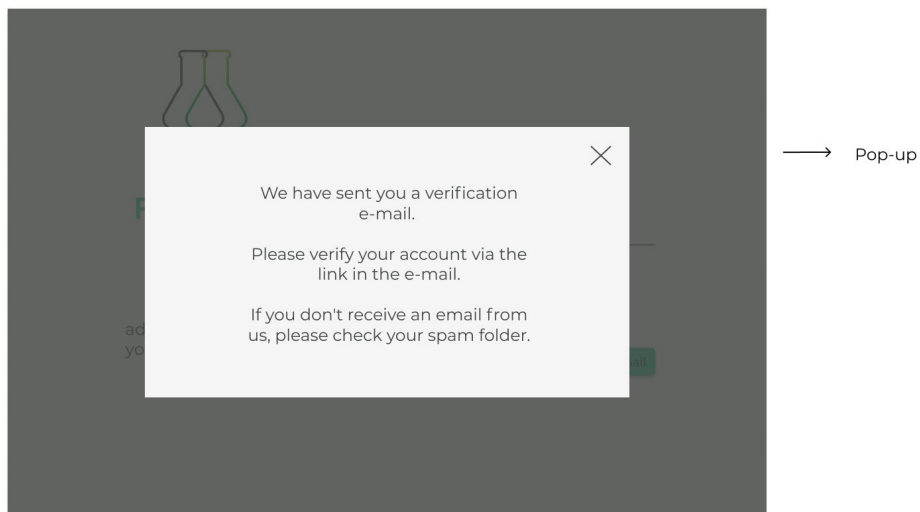 We have sent you a verification
e-mail.
Please verify your account via the
link in the e-mail.
If you don't receive an email from
us, please check your spam folder.
Pop-up